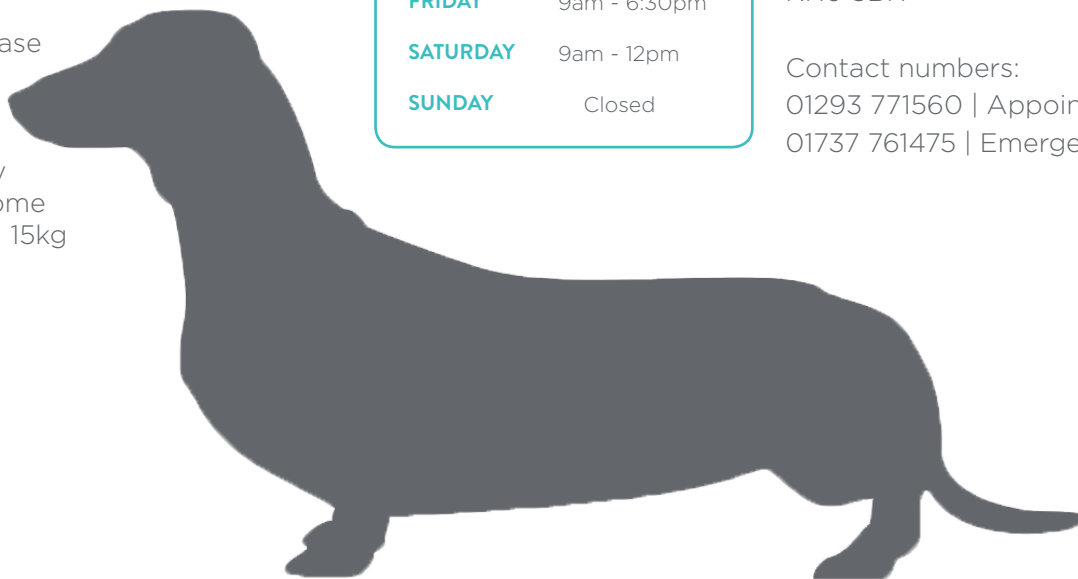 ase
ome
15kg
FRIDAY 9am - 6:30pm
SATURDAY 9am - 12pm
SUNDAY Closed
Contact numbers:
01293 771560 | Appoin
01737 761475 | Emerge